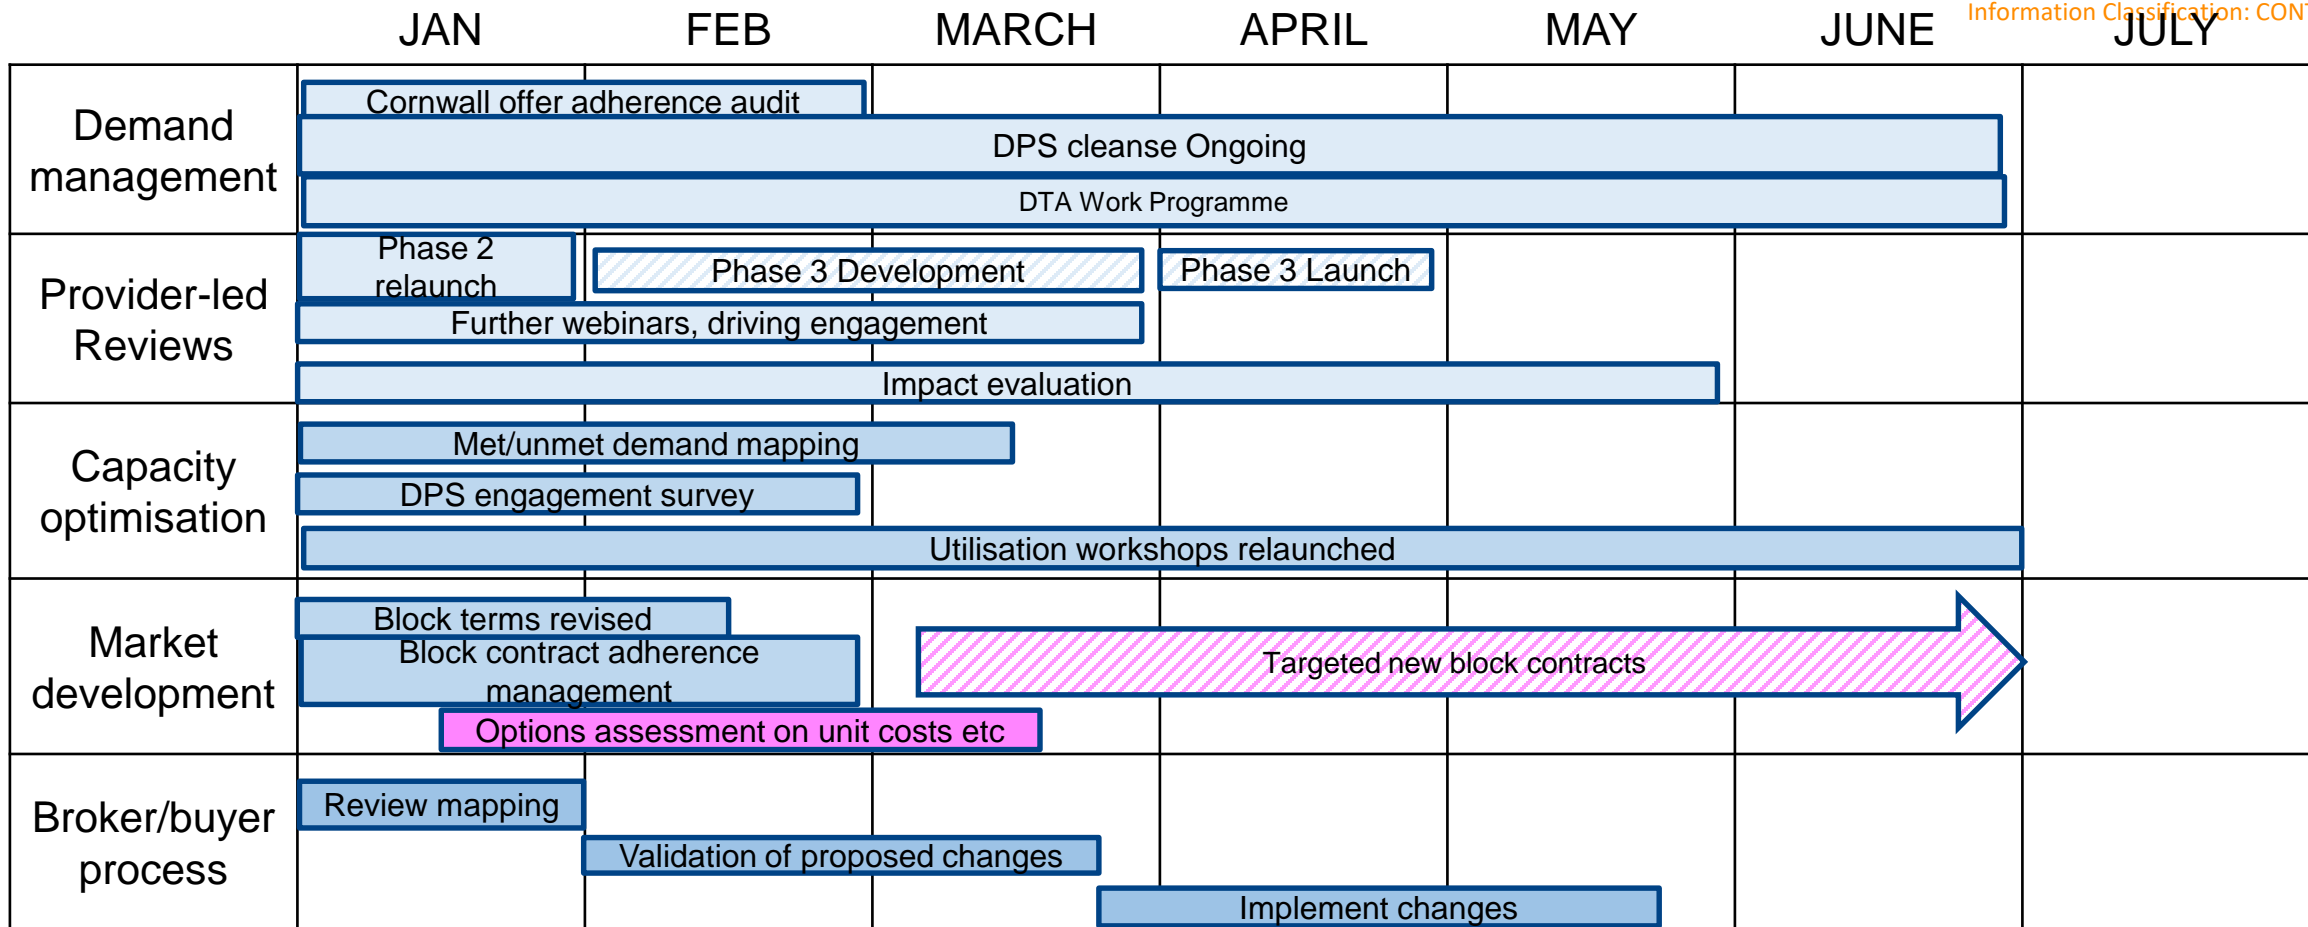 Information Classification: CONT
JAN FEB MARCH APRIL MAY JUNE JULY
Demand
management
Cornwall offer adherence audit
DPS cleanse Ongoing
DTA Work Programme
Provider-led
Reviews
Phase 2
relaunch
Phase 3 Development
Phase 3 Launch
Further webinars, driving engagement
Impact evaluation
Capacity
optimisation
Met/unmet demand mapping
DPS engagement survey
Utilisation workshops relaunched
Market
development
Block terms revised
Block contract adherence
management
Targeted new block contracts
Options assessment on unit costs etc
Broker/buyer
process
Review mapping
Validation of proposed changes
Implement changes